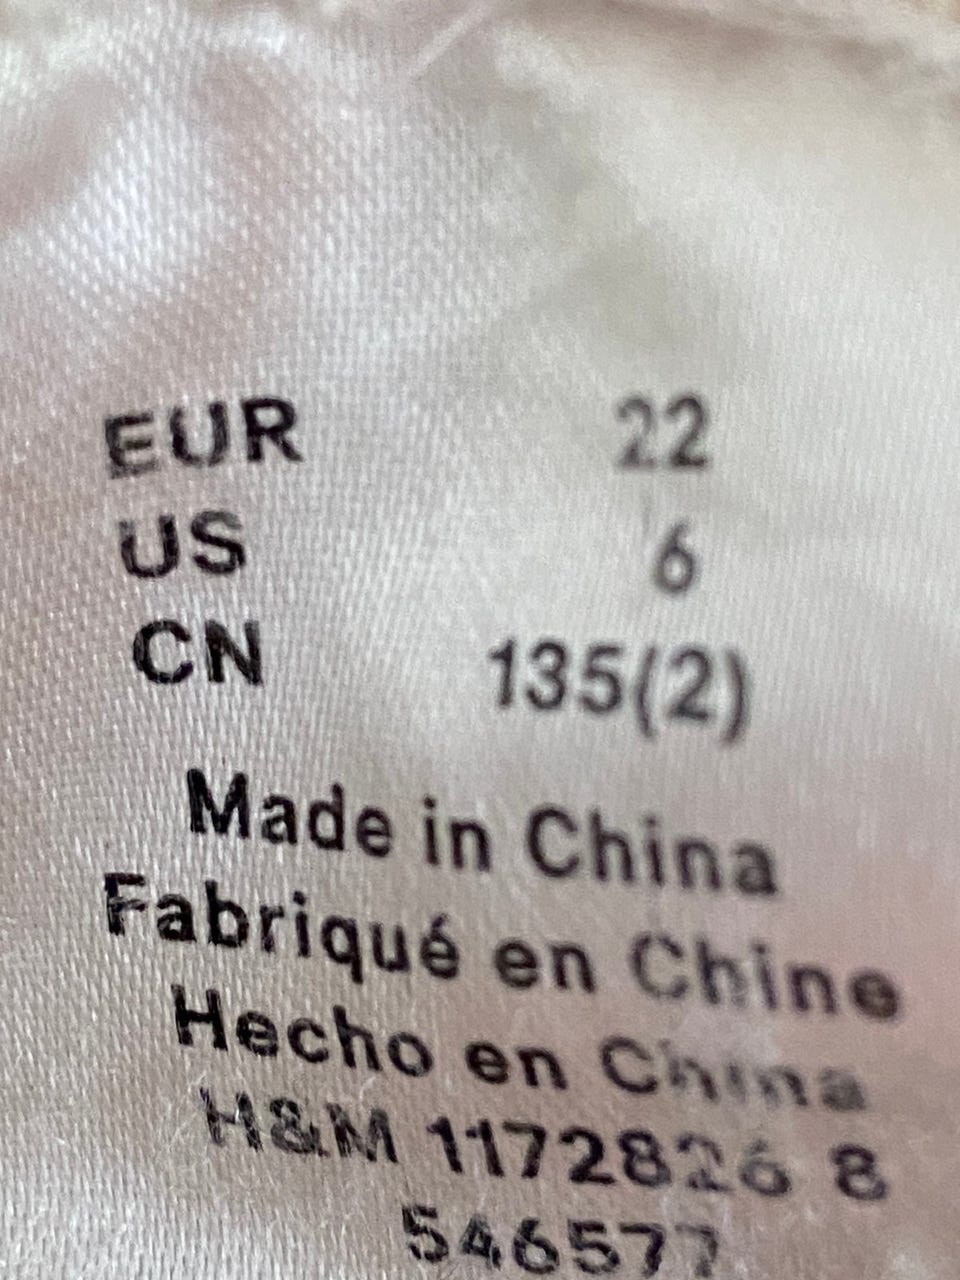 EUR 22
US 6
CN 135(2)
Made in China
Fabriqué en Chine
Hecho en China
H&M 1172826 8
546577